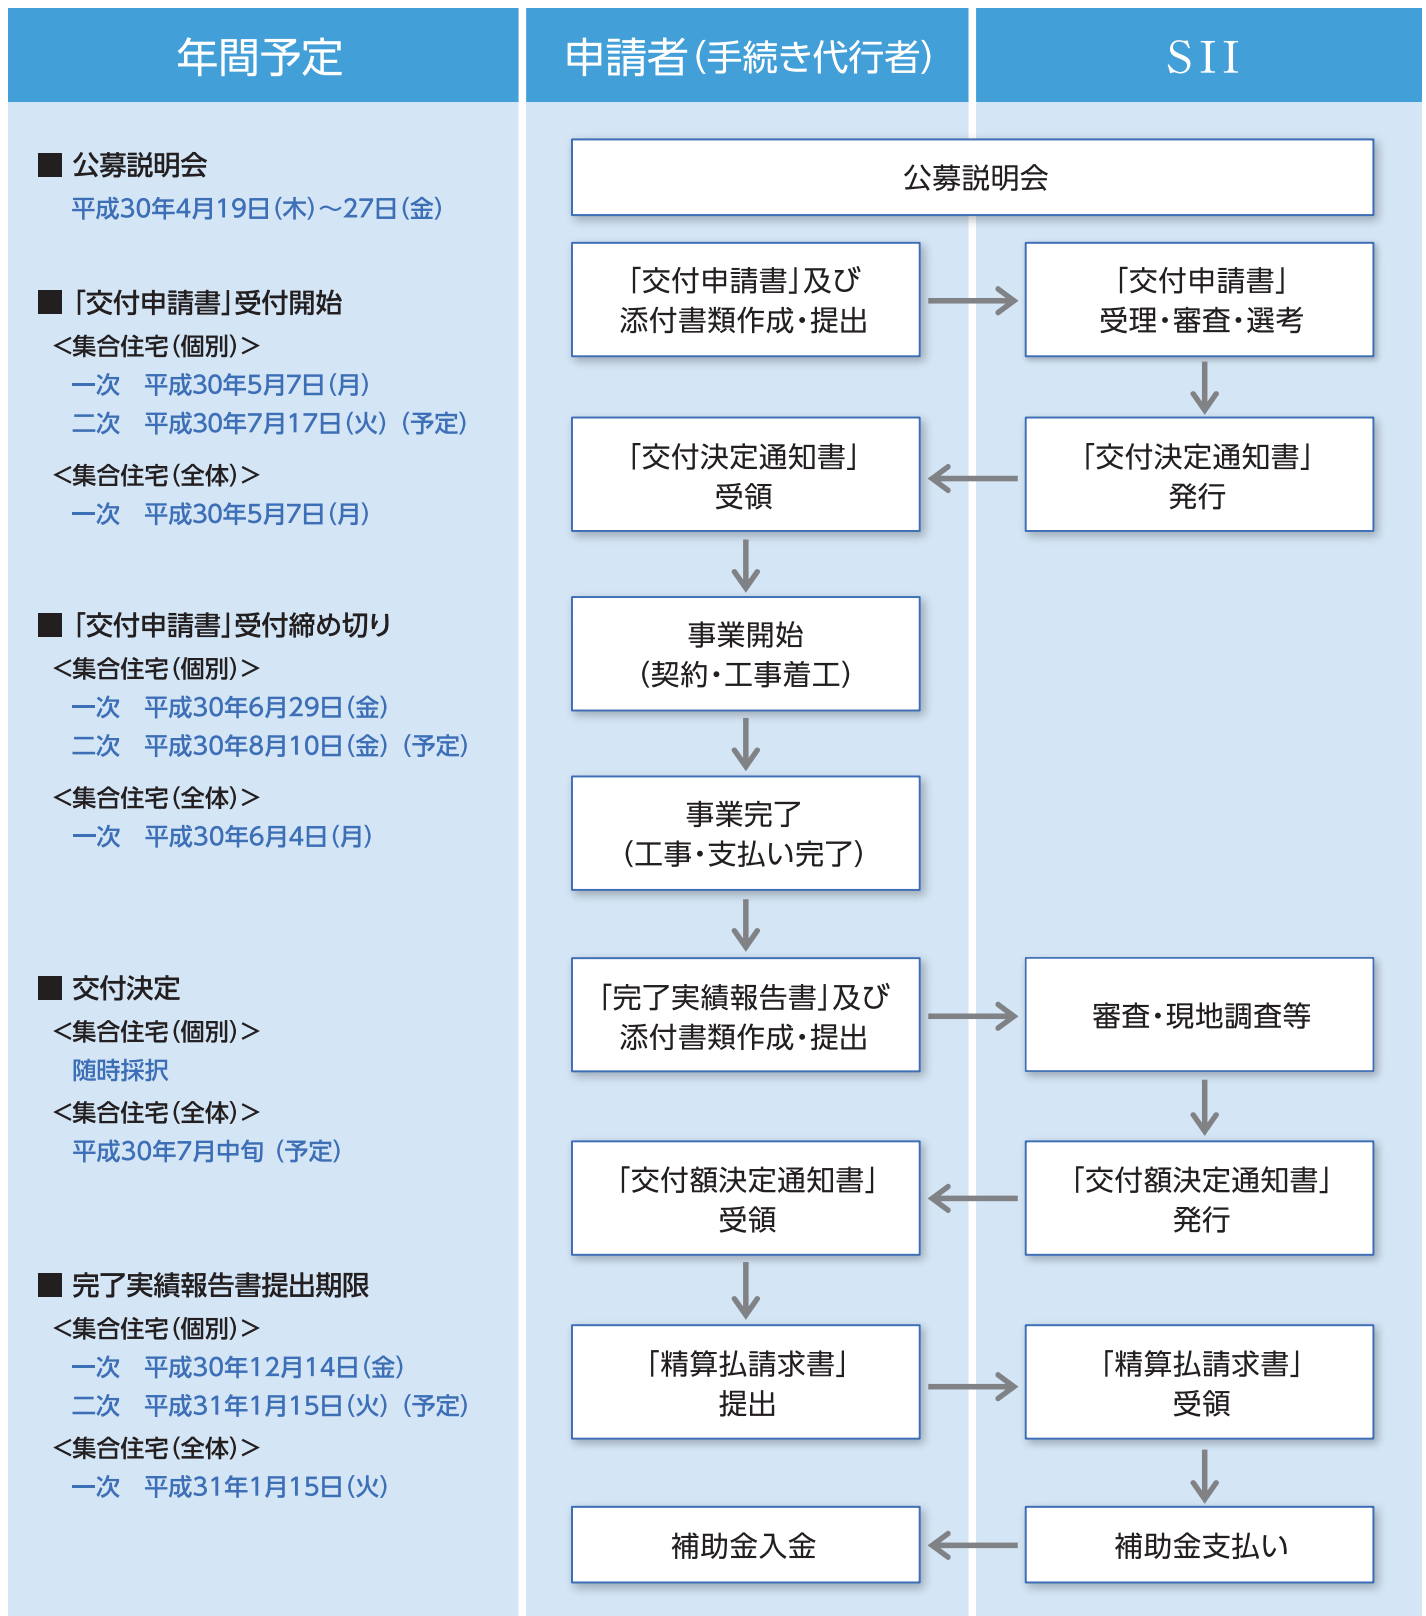 年間予定
申請者（手続き代行者）
SII
■ 公募説明会
平成30年4月19日（木）～27日（金）
■「交付申請書」受付開始
＜集合住宅（個別）＞
一次　平成30年5月7日（月）
二次　平成30年7月17日（火）（予定）
＜集合住宅（全体）＞
一次　平成30年5月7日（月）
■「交付申請書」受付締め切り
＜集合住宅（個別）＞
一次　平成30年6月29日（金）
二次　平成30年8月10日（金）（予定）
＜集合住宅（全体）＞
一次　平成30年6月4日（月）
■ 交付決定
＜集合住宅（個別）＞
随時採択
＜集合住宅（全体）＞
平成30年7月中旬（予定）
■ 完了実績報告書提出期限
＜集合住宅（個別）＞
一次　平成30年12月14日（金）
二次　平成31年1月15日（火）（予定）
＜集合住宅（全体）＞
一次　平成31年1月15日（火）
公募説明会
「交付申請書」及び
添付書類作成・提出
「交付申請書」
受理・審査・選考
「交付決定通知書」
発行
「交付決定通知書」
受領
事業開始
（契約・工事着工）
事業完了
（工事・支払い完了）
「完了実績報告書」及び
添付書類作成・提出
審査・現地調査等
「交付額決定通知書」
発行
「交付額決定通知書」
受領
「精算払請求書」
提出
「精算払請求書」
受領
補助金支払い
補助金入金